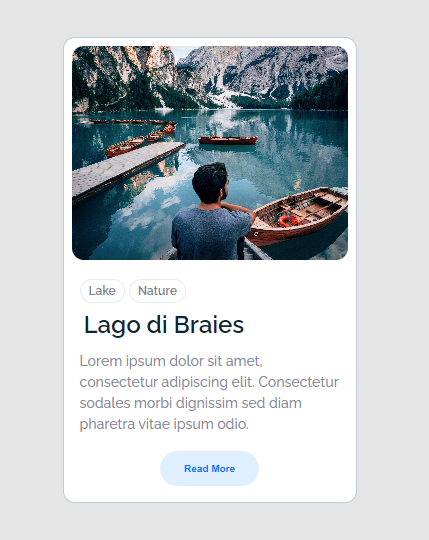 Lake Nature
Lago di Braies
Lorem ipsum dolor sit amet,
consectetur adipiscing elit. Consectetur
sodales morbi dignissim sed diam
pharetra vitae ipsum odio.
Read More